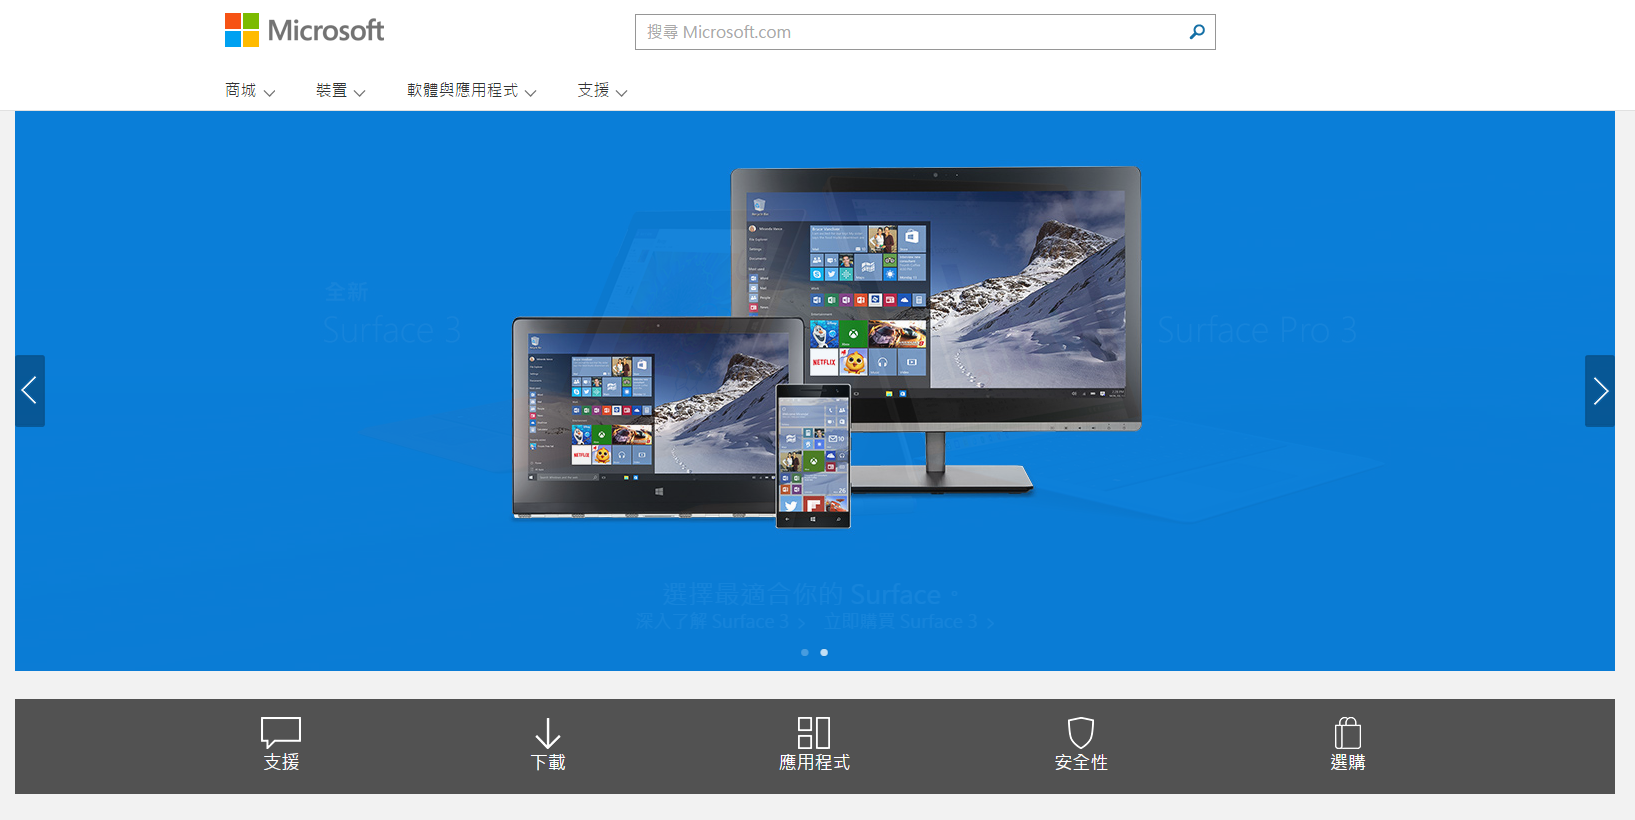 Microsoft
搜尋 Microsoft.com
商城
裝置
軟體與應用程式
支援
全新
Surface 3
Surface Pro 3
NETFLIX
NETFLIX
選擇最適合你的 Surface。
深入了解 Surface 3 >
立即購買 Surface 3 >
支援
下載
應用程式
安全性
選購